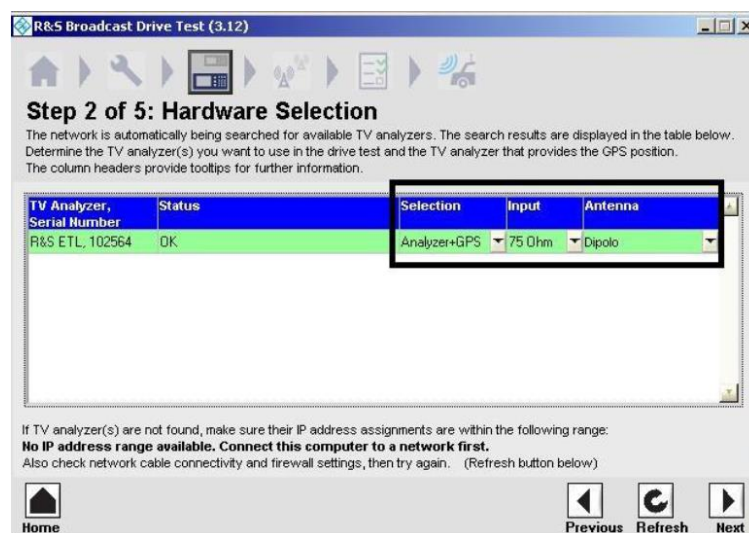 R&S Broadcast Drive Test (3.12)
Step 2 of 5: Hardware Selection
The network is automatically being searched for available TV analyzers. The search results are displayed in the table below.
Determine the TV analyzer(s) you want to use in the drive test and the TV analyzer that provides the GPS position.
The column headers provide tooltips for further information.
TV Analyzer, Serial Number Status Selection Input Antenna
R&S ETL, 102564 OK Analyzer+GPS 75 Ohm Dipolo
If TV analyzer(s) are not found, make sure their IP address assignments are within the following range:
No IP address range available. Connect this computer to a network first.
Also check network cable connectivity and firewall settings, then try again. (Refresh button below)
Home Previous Refresh Next